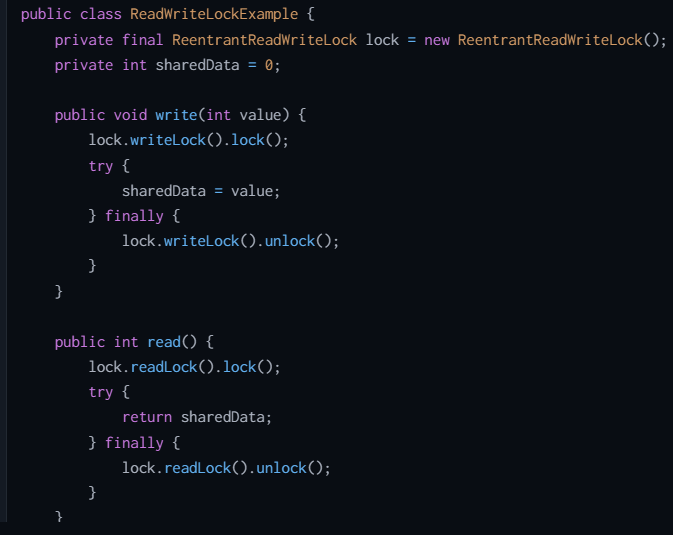 public class ReadWriteLockExample {
    private final ReentrantReadWriteLock lock = new ReentrantReadWriteLock();
    private int sharedData = 0;

    public void write(int value) {
        lock.writeLock().lock();
        try {
            sharedData = value;
        } finally {
            lock.writeLock().unlock();
        }
    }

    public int read() {
        lock.readLock().lock();
        try {
            return sharedData;
        } finally {
            lock.readLock().unlock();
        }
    }